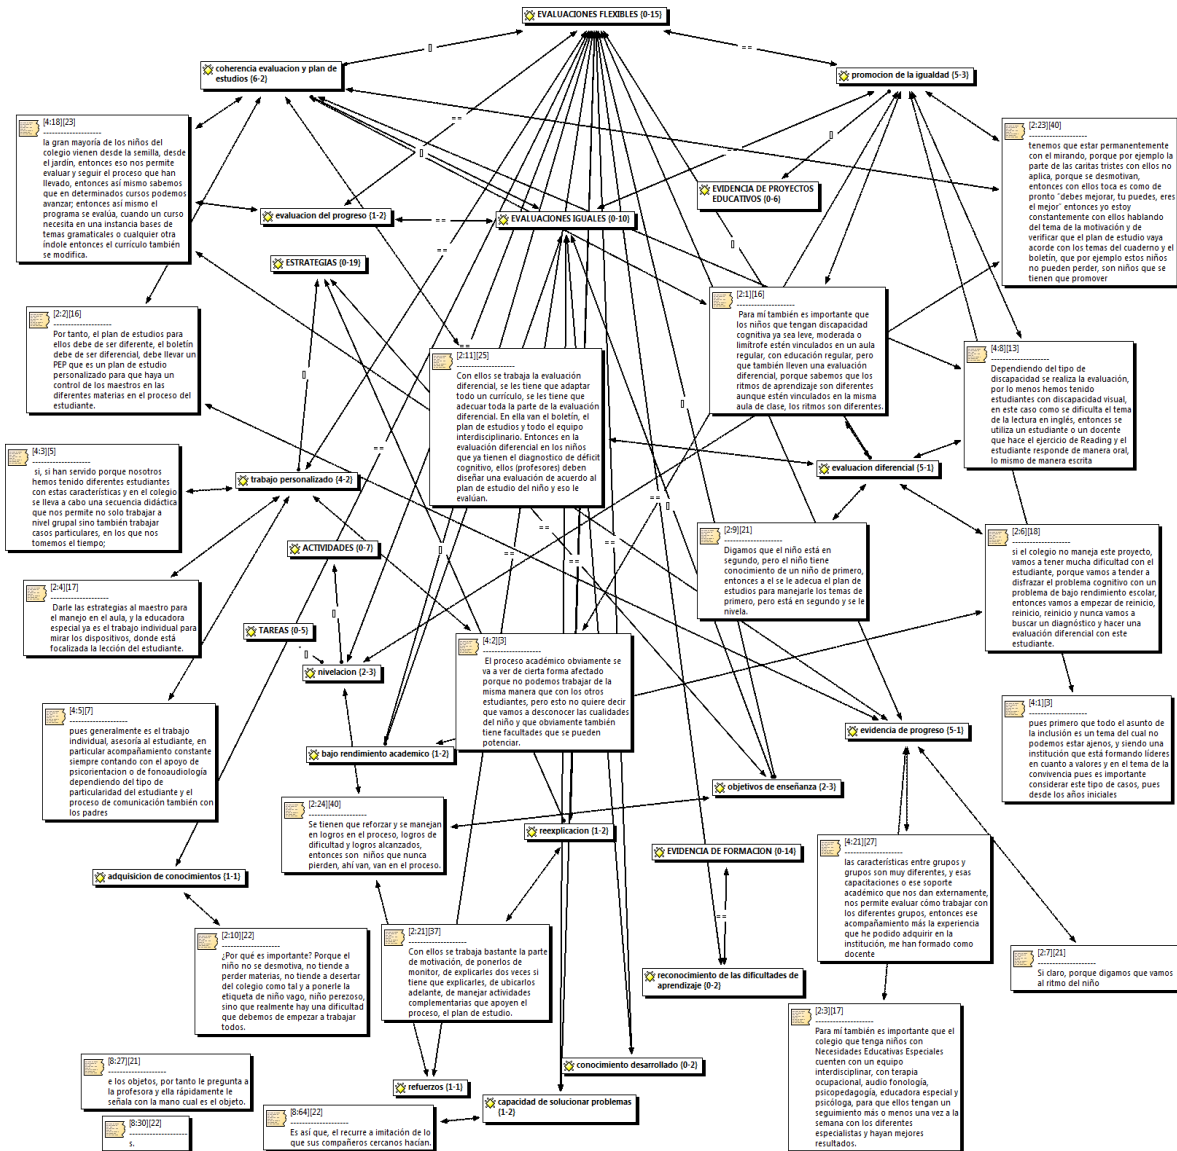 EVALUACIONES FLEXIBLES {0-15}
coherencia evaluacion y plan de
estudios {6-2}
promocion de la igualdad {5-3}
[4:18][23]
--------------------
la gran mayoría de los niños del
colegio vienen desde la semilla, desde
el jardín, entonces eso nos permite
evaluar y seguir el proceso que han
llevado, entonces así mismo sabemos
que en determinados cursos podemos
avanzar; entonces así mismo el
programa se evalúa, cuando un curso
necesita en una instancia bases de
temas gramaticales o cualquier otra
índole entonces el currículo también
se modifica.
[2:23][40]
--------------------
tenemos que estar permanentemente
con el mirando, porque por ejemplo la
parte de las caritas tristes con ellos no
aplica, porque se desmotivan,
entonces con ellos toca es como de
pronto ¨debes mejorar, tu puedes, eres
el mejor¨ entonces yo estoy
constantemente con ellos hablando
del tema de la motivación y de
verificar que el plan de estudio vaya
acorde con los temas del cuaderno y el
boletín, que por ejemplo estos niños
no pueden perder, son niños que se
tienen que promover
EVIDENCIA DE PROYECTOS
EDUCATIVOS {0-6}
evaluacion del progreso {1-2}
EVALUACIONES IGUALES {0-10}
ESTRATEGIAS {0-19}
[2:1][16]
--------------------
Para mí también es importante que
los niños que tengan discapacidad
cognitiva ya sea leve, moderada o
limítrofe estén vinculados en un aula
regular, con educación regular, pero
que también lleven una evaluación
diferencial, porque sabemos que los
ritmos de aprendizaje son diferentes
aunque estén vinculados en la misma
aula de clase, los ritmos son diferentes.
[2:2][16]
--------------------
Por tanto, el plan de estudios para
ellos debe de ser diferente, el boletín
debe de ser diferencial, debe llevar un
PEP que es un plan de estudio
personalizado para que haya un
control de los maestros en las
diferentes materias en el proceso del
estudiante.
[2:11][25]
--------------------
Con ellos se trabaja la evaluación
diferencial, se les tiene que adaptar
todo un currículo, se les tiene que
adecuar toda la parte de la evaluación
diferencial. En ella van el boletín, el
plan de estudios y todo el equipo
interdisciplinario. Entonces en la
evaluación diferencial en los niños
que ya tienen el diagnostico de déficit
cognitivo, ellos (profesores) deben
diseñar una evaluación de acuerdo al
plan de estudio del niño y eso le
evalúan.
[4:8][13]
--------------------
Dependiendo del tipo de
discapacidad se realiza la evaluación,
por lo menos hemos tenido
estudiantes con discapacidad visual,
en este caso como se dificulta el tema
de la lectura en inglés, entonces se
utiliza un estudiante o un docente
que hace el ejercicio de Reading y el
estudiante responde de manera oral,
lo mismo de manera escrita
[4:3][5]
--------------------
si, si han servido porque nosotros
hemos tenido diferentes estudiantes
con estas características y en el colegio
se lleva a cabo una secuencia didáctica
que nos permite no solo trabajar a
nivel grupal sino también trabajar
casos particulares, en los que nos
tomemos el tiempo;
trabajo personalizado {4-2}
evaluacion diferencial {5-1}
[2:9][21]
--------------------
Digamos que el niño está en
segundo, pero el niño tiene
conocimiento de un niño de primero,
entonces a el se le adecua el plan de
estudios para manejarle los temas de
primero, pero está en segundo y se le
nivela.
[2:6][18]
--------------------
si el colegio no maneja este proyecto,
vamos a tener mucha dificultad con el
estudiante, porque vamos a tender a
disfrazar el problema cognitivo con un
problema de bajo rendimiento escolar,
entonces vamos a empezar de reinicio,
reinicio, reinicio y nunca vamos a
buscar un diagnóstico y hacer una
evaluación diferencial con este
estudiante.
ACTIVIDADES {0-7}
[2:4][17]
--------------------
Darle las estrategias al maestro para
el manejo en el aula, y la educadora
especial ya es el trabajo individual para
mirar los dispositivos, donde está
focalizada la lección del estudiante.
TAREAS {0-5}
nivelacion {2-3}
[4:2][3]
--------------------
El proceso académico obviamente se
va a ver de cierta forma afectado
porque no podemos trabajar de la
misma manera que con los otros
estudiantes, pero esto no quiere decir
que vamos a desconocer las cualidades
del niño y que obviamente también
tiene facultades que se pueden
potenciar.
[4:1][3]
--------------------
pues primero que todo el asunto de
la inclusión es un tema del cual no
podemos estar ajenos, y siendo una
institución que está formando líderes
en cuanto a valores y en el tema de la
convivencia pues es importante
considerar este tipo de casos, pues
desde los años iniciales
[4:5][7]
--------------------
pues generalmente es el trabajo
individual, asesoría al estudiante, en
particular acompañamiento constante
siempre contando con el apoyo de
psicorientacion o de fonoaudiología
dependiendo del tipo de
particularidad del estudiante y el
proceso de comunicación también con
los padres
evidencia de progreso {5-1}
bajo rendimiento academico {1-2}
objetivos de enseñanza {2-3}
[2:24][40]
--------------------
Se tienen que reforzar y se manejan
en logros en el proceso, logros de
dificultad y logros alcanzados,
entonces son niños que nunca
pierden, ahí van, van en el proceso.
reexplicacion {1-2}
EVIDENCIA DE FORMACION {0-14}
[4:21][27]
--------------------
las características entre grupos y
grupos son muy diferentes, y esas
capacitaciones o ese soporte
académico que nos dan externamente,
nos permite evaluar cómo trabajar con
los diferentes grupos, entonces ese
acompañamiento más la experiencia
que he podido adquirir en la
institución, me han formado como
docente
adquisicion de conocimientos {1-1}
[2:10][22]
--------------------
¿Por qué es importante? Porque el
niño no se desmotiva, no tiende a
perder materias, no tiende a desertar
del colegio como tal y a ponerle la
etiqueta de niño vago, niño perezoso,
sino que realmente hay una dificultad
que debemos de empezar a trabajar
todos.
[2:21][37]
--------------------
Con ellos se trabaja bastante la parte
de motivación, de ponerlos de
monitor, de explicarles dos veces si
tiene que explicarles, de ubicarlos
adelante, de manejar actividades
complementarias que apoyen el
proceso, el plan de estudio.
[2:7][21]
--------------------
Si claro, porque digamos que vamos
al ritmo del niño
reconocimiento de las dificultades de
aprendizaje {0-2}
[2:3][17]
--------------------
Para mí también es importante que el
colegio que tenga niños con
Necesidades Educativas Especiales
cuenten con un equipo
interdisciplinar, con terapia
ocupacional, audio fonología,
psicopedagogía, educadora especial y
psicóloga, para que ellos tengan un
seguimiento más o menos una vez a la
semana con los diferentes
especialistas y hayan mejores
resultados.
[8:27][21]
--------------------
e los objetos, por tanto le pregunta a
la profesora y ella rápidamente le
señala con la mano cual es el objeto.
conocimiento desarrollado {0-2}
refuerzos {1-1}
capacidad de solucionar problemas
{1-2}
[8:64][22]
--------------------
Es así que, el recurre a imitación de lo
que sus compañeros cercanos hacían.
[8:30][22]
--------------------
s.